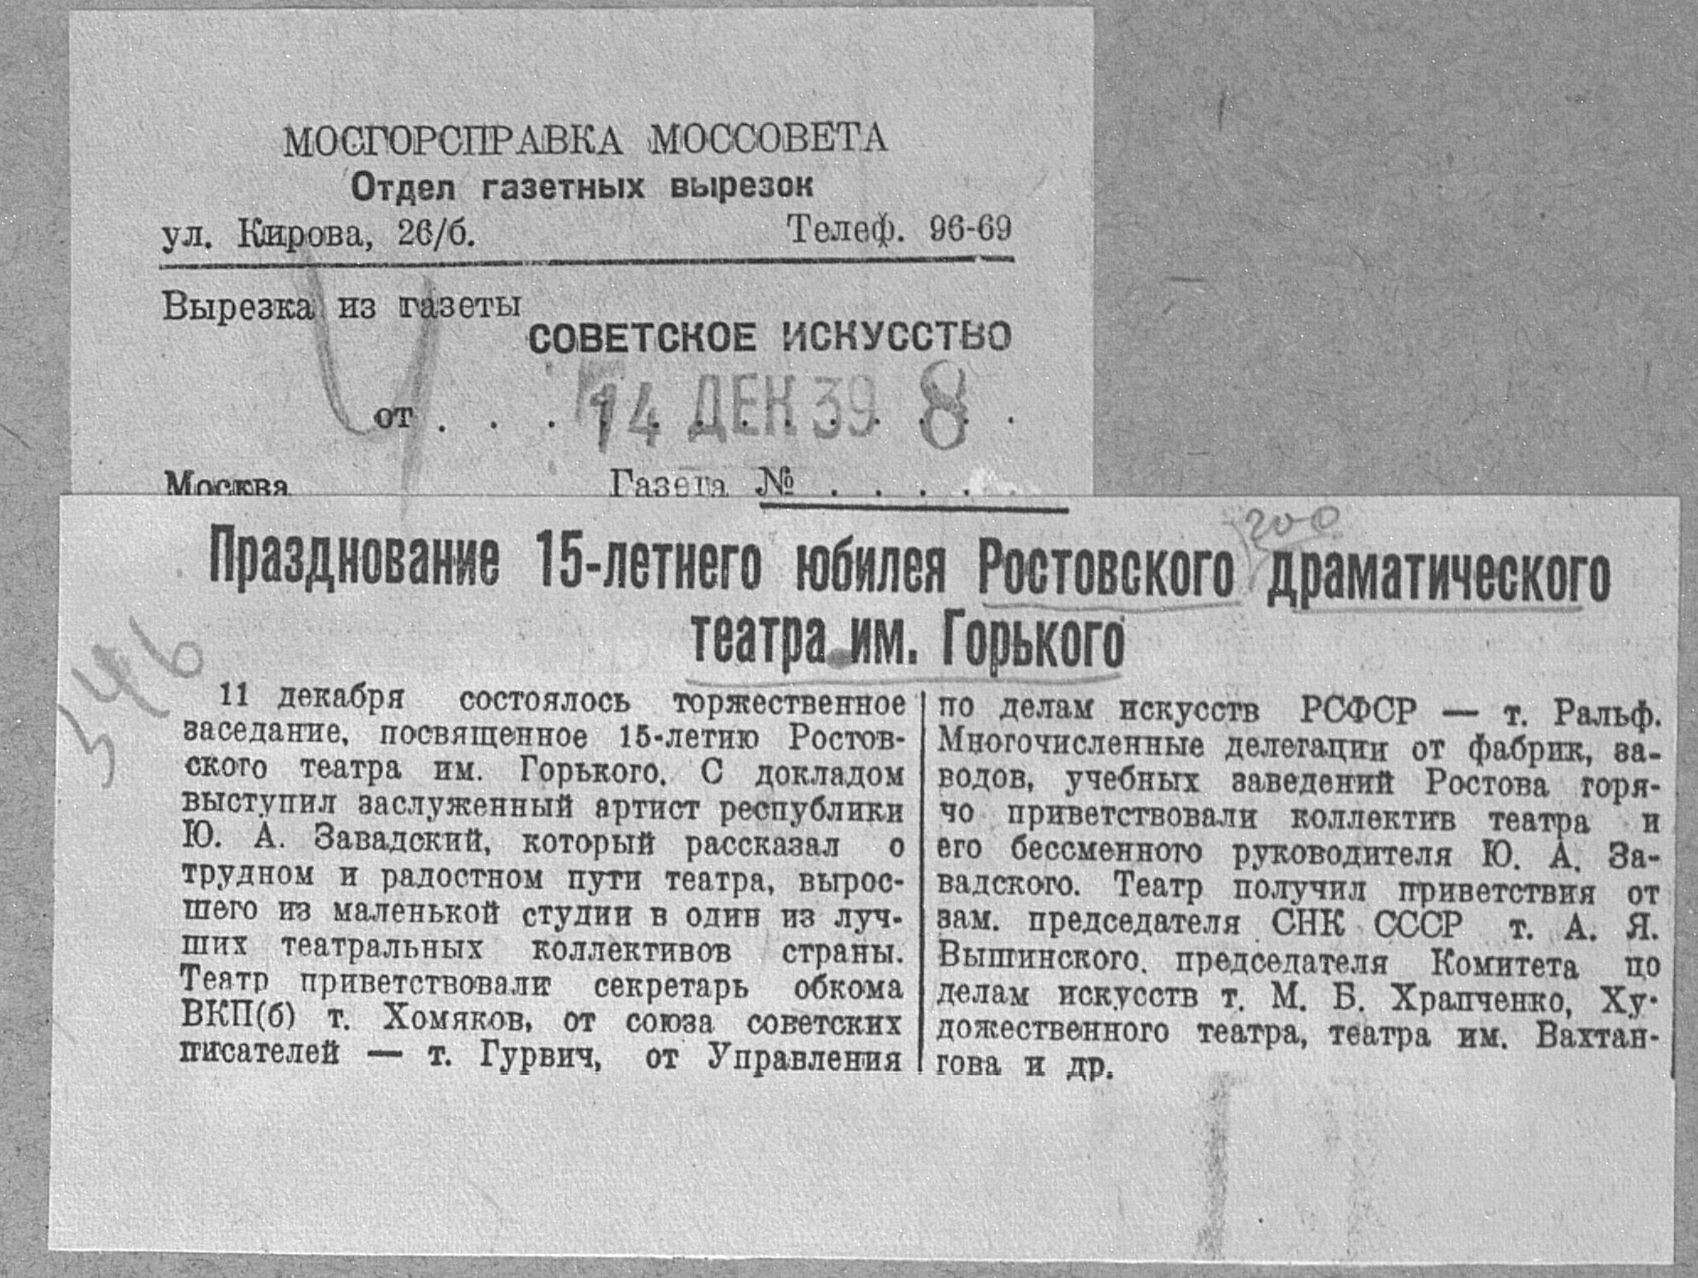 МОСГОРСПРАВКА МОССОВЕТА
Отдел газетных вырезок
ул. Кирова, 26/б. Телеф. 96-69
Вырезка из газеты
СОВЕТСКОЕ ИСКУССТВО
от . . . 14 ДЕК 39 8 .
Москва Газета № . . . .
гос
Празднование 15-летнего юбилея Ростовского драматического
театра им. Горького
546
11 декабря состоялось торжественное
заседание, посвященное 15-летию Ростов-
ского театра им. Горького. С докладом
выступил заслуженный артист республики
Ю. А. Завадский, который рассказал о
трудном и радостном пути театра, вырос-
шего из маленькой студии в один из луч-
ших театральных коллективов страны.
Театр приветствовали секретарь обкома
ВКП(б) т. Хомяков, от союза советских
писателей — т. Гурвич, от Управления
по делам искусств РСФСР — т. Ральф.
Многочисленные делегации от фабрик, за-
водов, учебных заведений Ростова горя-
чо приветствовали коллектив театра и
его бессменного руководителя Ю. А. За-
вадского. Театр получил приветствия от
зам. председателя СНК СССР т. А. Я.
Вышинского, председателя Комитета по
делам искусств т. М. Б. Храпченко, Ху-
дожественного театра, театра им. Вахтан-
гова и др.